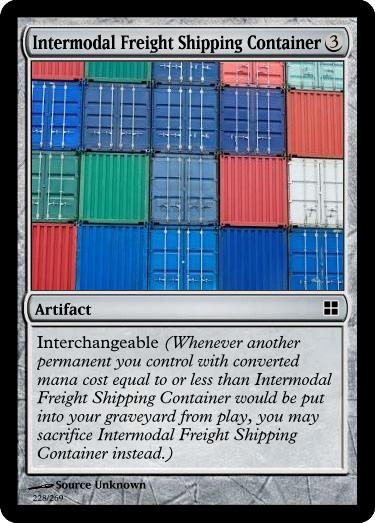 Intermodal Freight Shipping Container 3
Artifact
Interchangeable (Whenever another
permanent you control with converted
mana cost equal to or less than Intermodal
Freight Shipping Container would be put
into your graveyard from play, you may
sacrifice Intermodal Freight Shipping
Container instead.)
Source Unknown
228/269